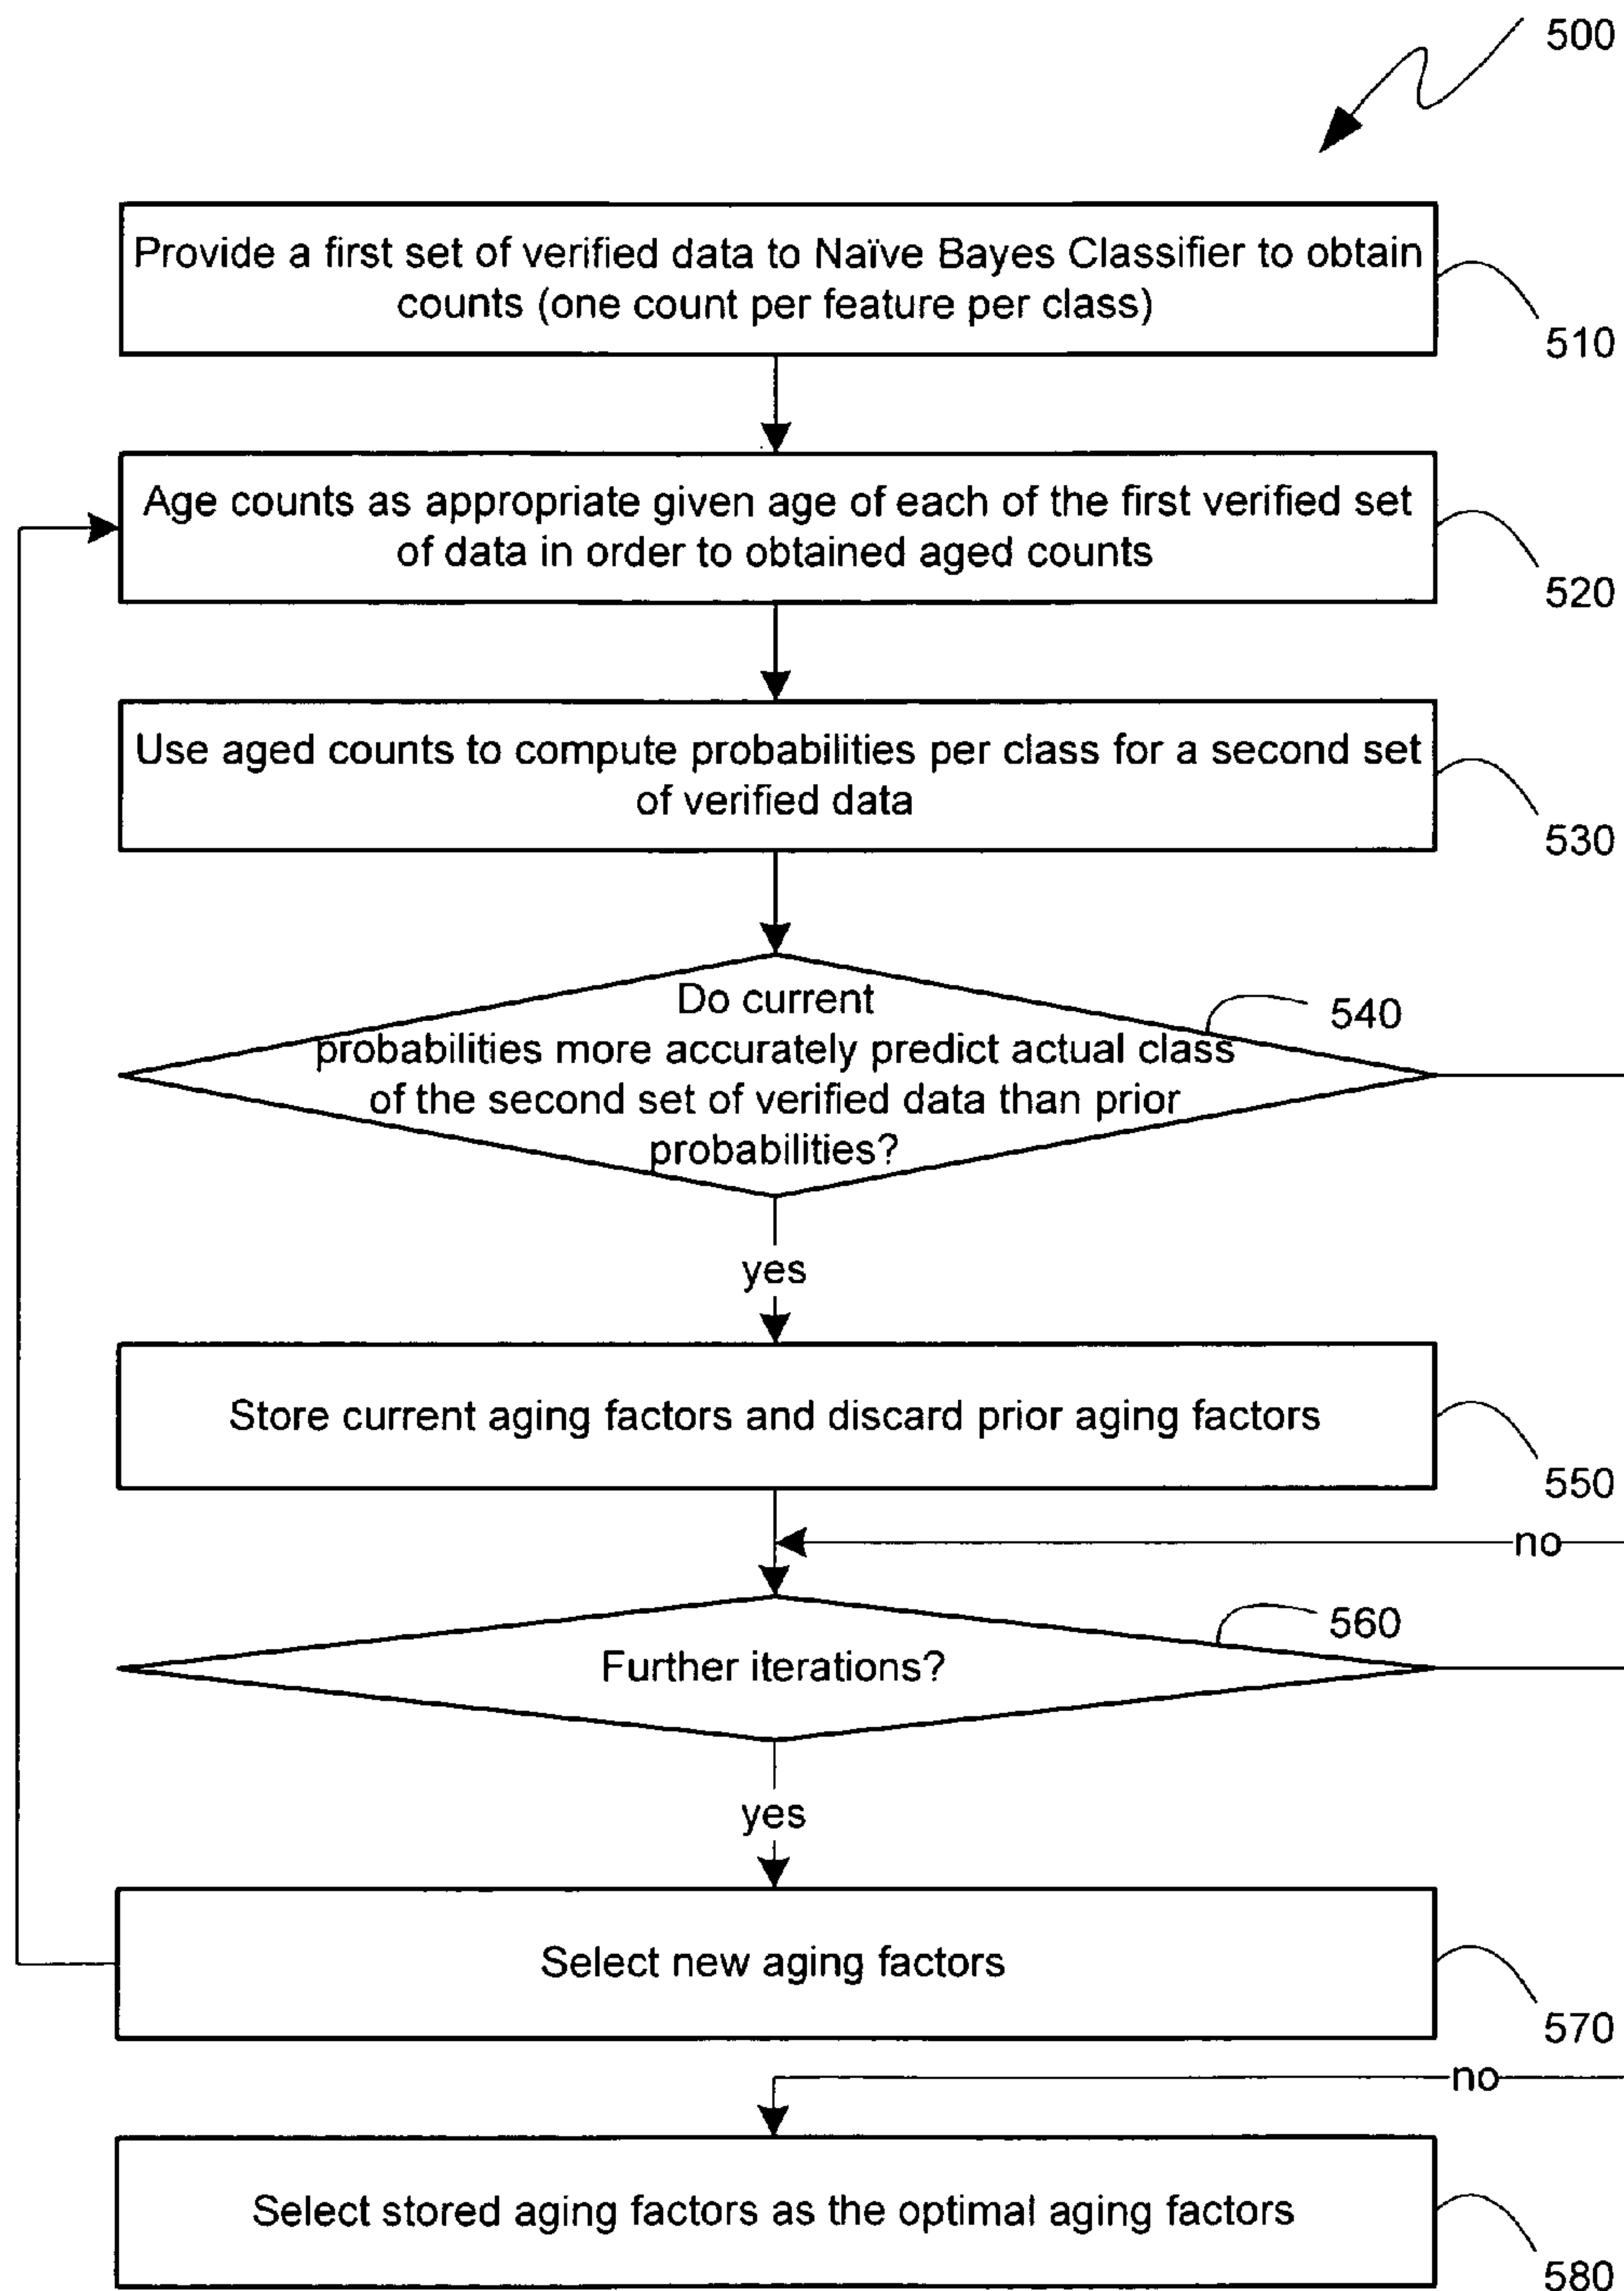 500
Provide a first set of verified data to Naïve Bayes Classifier to obtain
counts (one count per feature per class)
510
Age counts as appropriate given age of each of the first verified set
of data in order to obtained aged counts
520
Use aged counts to compute probabilities per class for a second set
of verified data
530
Do current
probabilities more accurately predict actual class
of the second set of verified data than prior
probabilities?
540
yes
Store current aging factors and discard prior aging factors
550
no
Further iterations?
560
yes
Select new aging factors
570
no
Select stored aging factors as the optimal aging factors
580